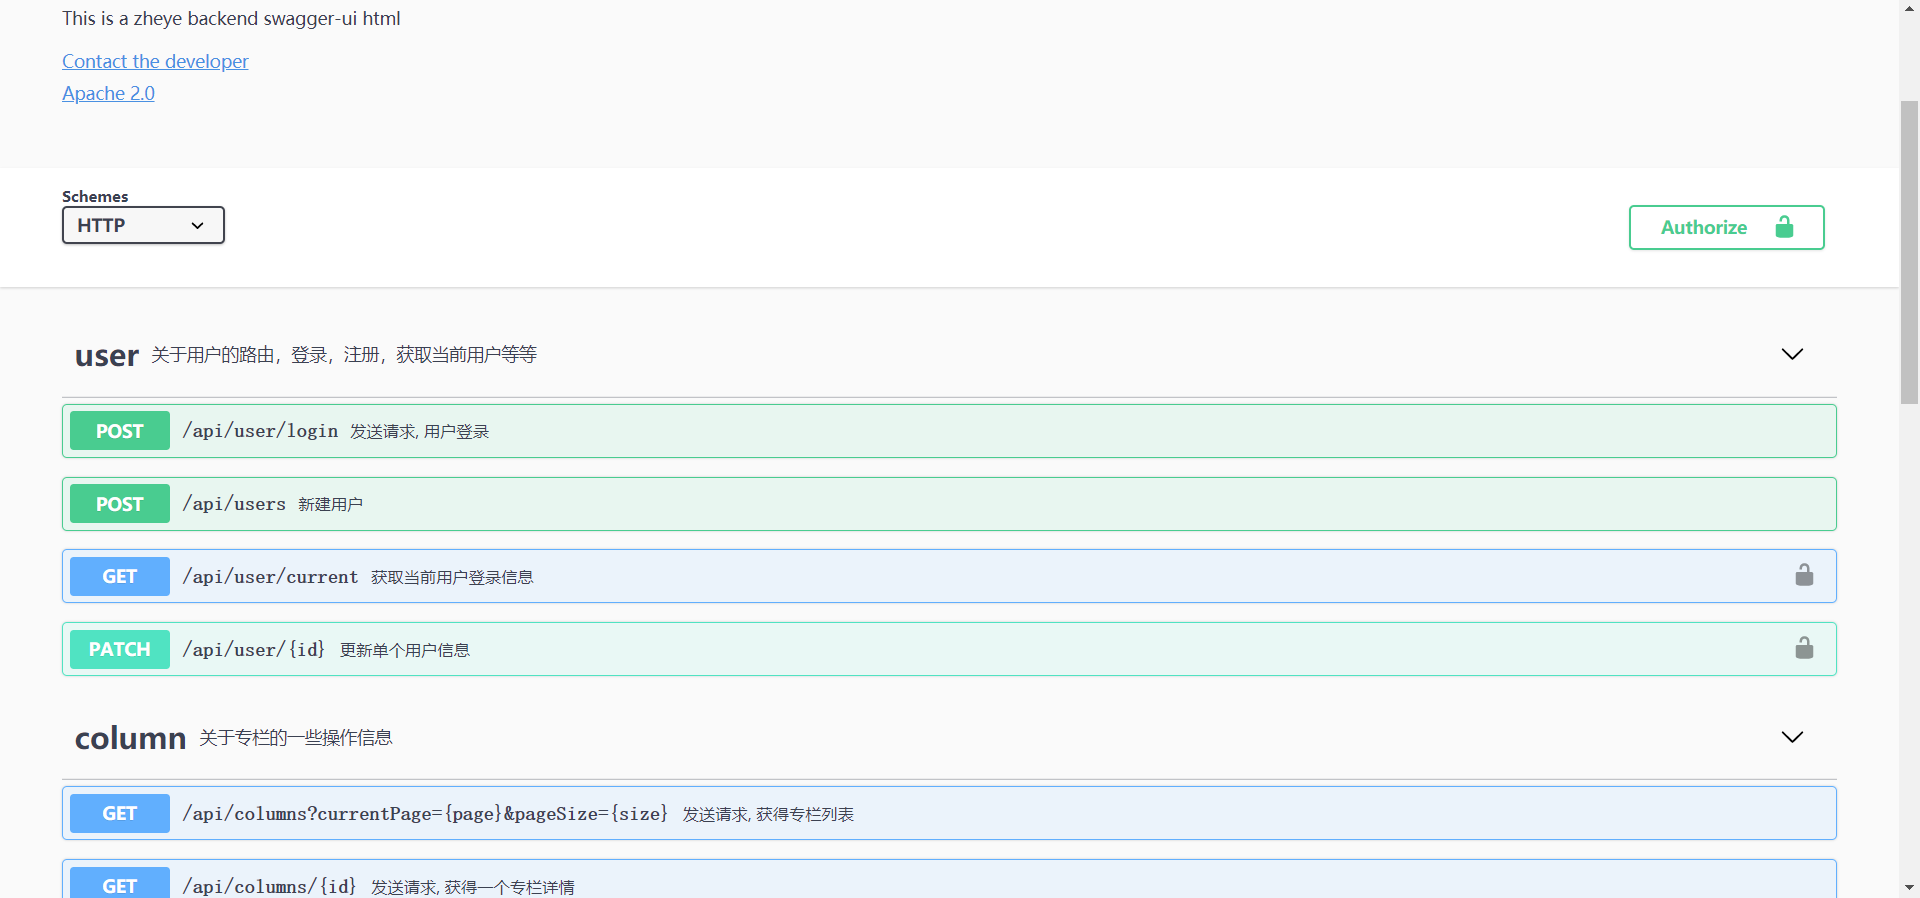 This is a zheye backend swagger-ui html
Contact the developer
Apache 2.0
Schemes
HTTP
Authorize
user 关于用户的路由，登录，注册，获取当前用户等等
POST /api/user/login 发送请求, 用户登录
POST /api/users 新建用户
GET /api/user/current 获取当前用户登录信息
PATCH /api/user/{id} 更新单个用户信息
column 关于专栏的一些操作信息
GET /api/columns?currentPage={page}&pageSize={size} 发送请求, 获得专栏列表
GET /api/columns/{id} 发送请求, 获得一个专栏详情